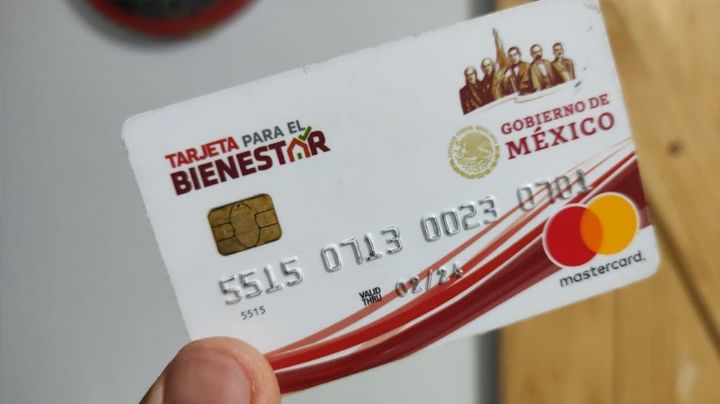 TARJETA PARA EL
BIENESTAR
GOBIERNO DE
MÉXICO
5515 0713 0023 0701
5515
VALID
THRU
02/24
mastercard.